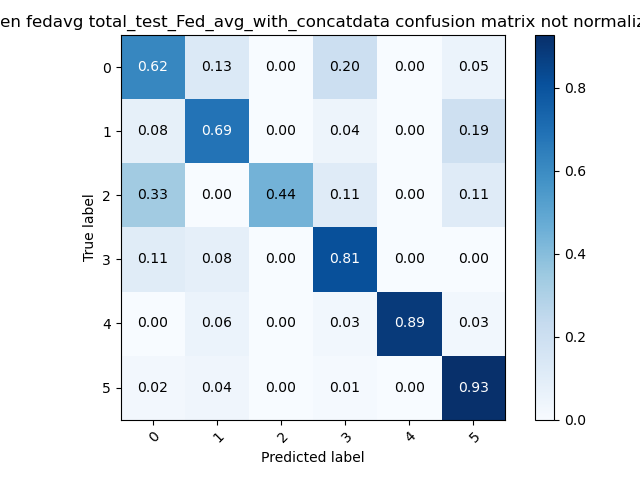 en fedavg total_test_Fed_avg_with_concatdata confusion matrix not normaliz
0 0.62 0.13 0.00 0.20 0.00 0.05
1 0.08 0.69 0.00 0.04 0.00 0.19
2 0.33 0.00 0.44 0.11 0.00 0.11
3 0.11 0.08 0.00 0.81 0.00 0.00
4 0.00 0.06 0.00 0.03 0.89 0.03
5 0.02 0.04 0.00 0.01 0.00 0.93
0 1 2 3 4 5
True label
Predicted label
0.8
0.6
0.4
0.2
0.0